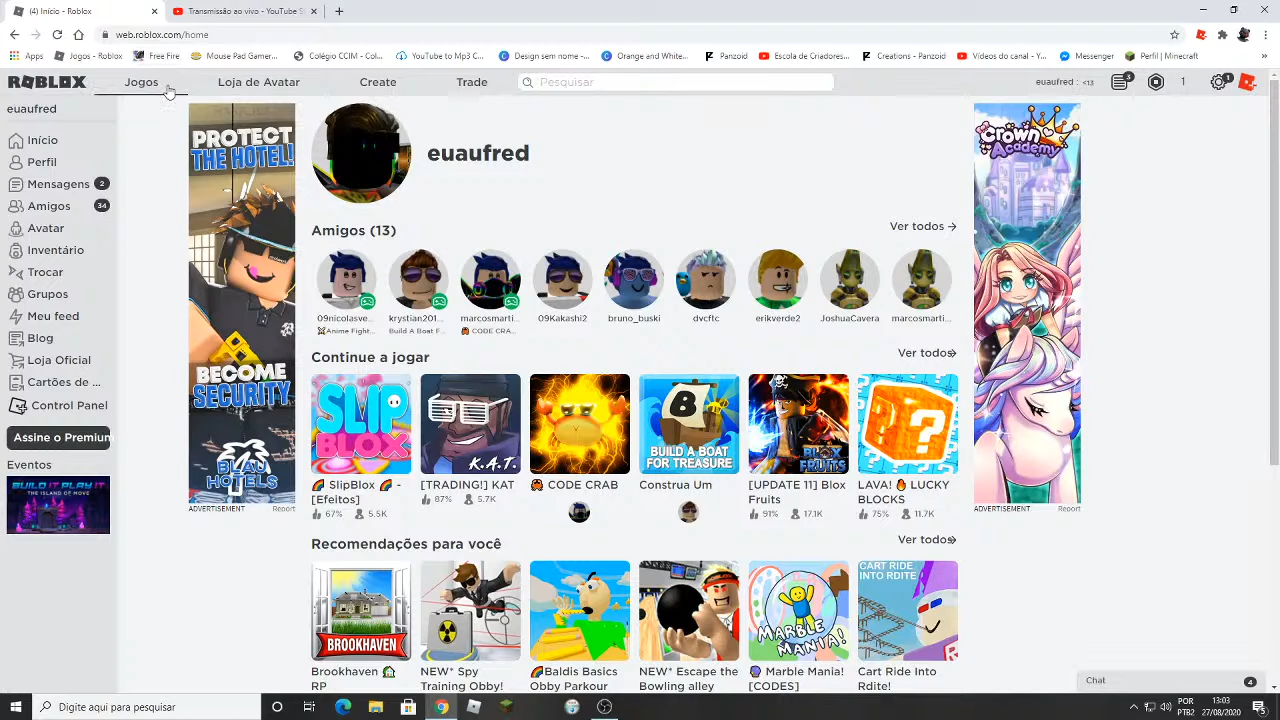 (4) Início - Roblox
Transmissão ao vivo - YouTube S
web.roblox.com/home
Apps
Jogos - Roblox
Free Fire
Mouse Pad Gamer...
Colégio CCIM - Col...
YouTube to Mp3 C...
Design sem nome -...
Orange and White...
Panzoid
Escola de Criadores...
Creations - Panzoid
Vídeos do canal - Y...
Messenger
Perfil | Minecraft
ROBLOX
Jogos
Loja de Avatar
Create
Trade
Pesquisar
euaufred : <13
3
1
1
euaufred
Início
Perfil
Mensagens 2
Amigos 34
Avatar
Inventário
Trocar
Grupos
Meu feed
Blog
Loja Oficial
Cartões de ...
Control Panel
Assine o Premium
Eventos
BUILD IT PLAY IT
THE ISLAND OF MOVE
PROTECT
THE HOTEL!
BECOME
SECURITY
BLAU
HOTELS
ADVERTISEMENT
Report
euaufred
Amigos (13)
Ver todos →
09nicolasve...
Anime Fight...
krystian201...
Build A Boat F...
marcosmarti...
CODE CRA...
09Kakashi2
bruno_buski
dvcftc
erikverde2
JoshuaCavera
marcosmarti...
Continue a jogar
Ver todos
SLIP
BLOX
K.A.T.
B
BUILD A BOAT
FOR TREASURE
BLOX
FRUITS
?
?
SlipBlox - [Efeitos]
67% 5.5K
[TRADING!] KAT
87% 5.7K
CODE CRAB
Construa Um
[UPDATE 11] Blox
Fruits
91% 17.1K
LAVA! LUCKY
BLOCKS
75% 11.7K
Recomendações para você
Ver todos
BROOKHAVEN
MARBLE
MANIA!
CART RIDE
INTO RDITE!
Brookhaven
RP
NEW* Spy
Training Obby!
Baldis Basics
Obby Parkour
NEW* Escape the
Bowling alley
Marble Mania!
[CODES]
Cart Ride Into
Rdite!
Crown
Academy
ADVERTISEMENT
Report
Chat
4
Digite aqui para pesquisar
POR
PTB2
13:03
27/08/2020